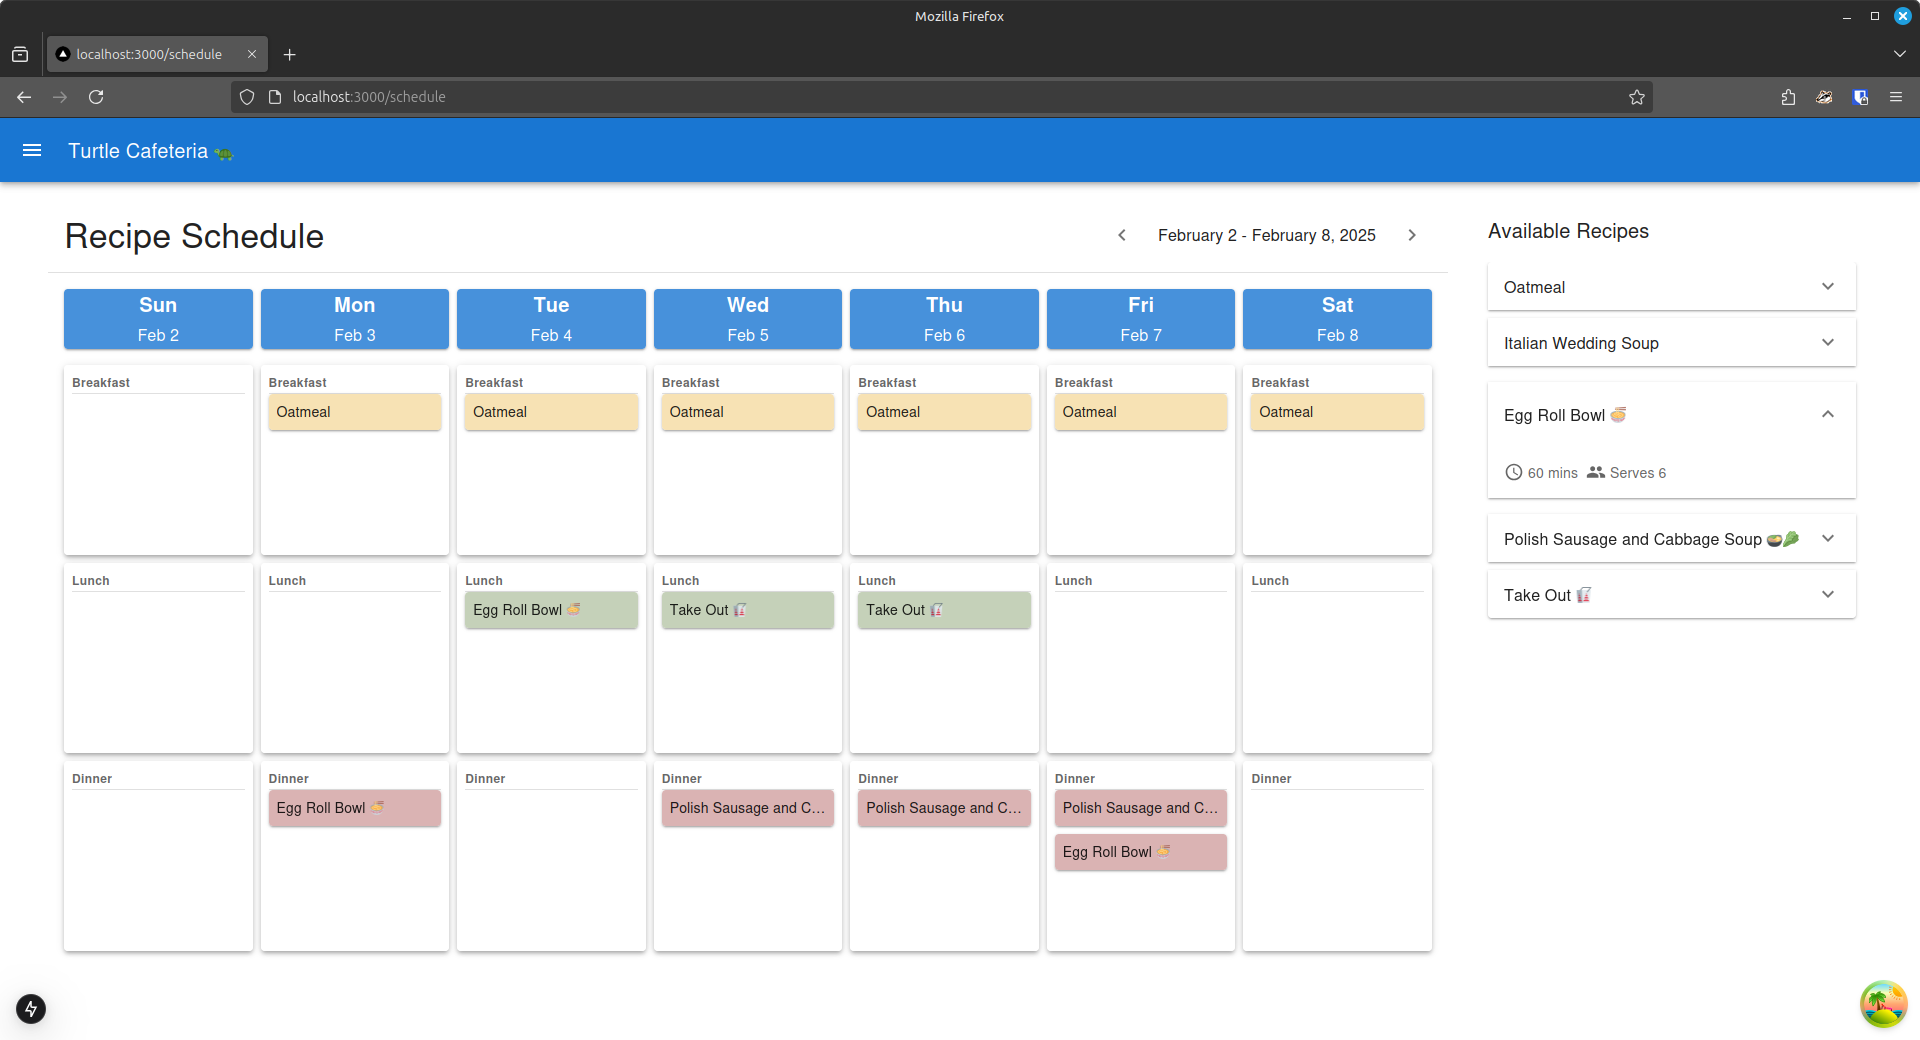 Mozilla Firefox
localhost:3000/schedule
localhost:3000/schedule
Turtle Cafeteria 🐢
Recipe Schedule
February 2 - February 8, 2025
Sun Mon Tue Wed Thu Fri Sat
Feb 2 Feb 3 Feb 4 Feb 5 Feb 6 Feb 7 Feb 8
Breakfast Breakfast Breakfast Breakfast Breakfast Breakfast Breakfast
Oatmeal Oatmeal Oatmeal Oatmeal Oatmeal Oatmeal
Lunch Lunch Lunch Lunch Lunch Lunch Lunch
Egg Roll Bowl 🍜 Take Out 🥡 Take Out 🥡
Dinner Dinner Dinner Dinner Dinner Dinner Dinner
Egg Roll Bowl 🍜 Polish Sausage and C... Polish Sausage and C... Polish Sausage and C...
Egg Roll Bowl 🍜
Available Recipes
Oatmeal
Italian Wedding Soup
Egg Roll Bowl 🍜
60 mins Serves 6
Polish Sausage and Cabbage Soup 🍲🥬
Take Out 🥡